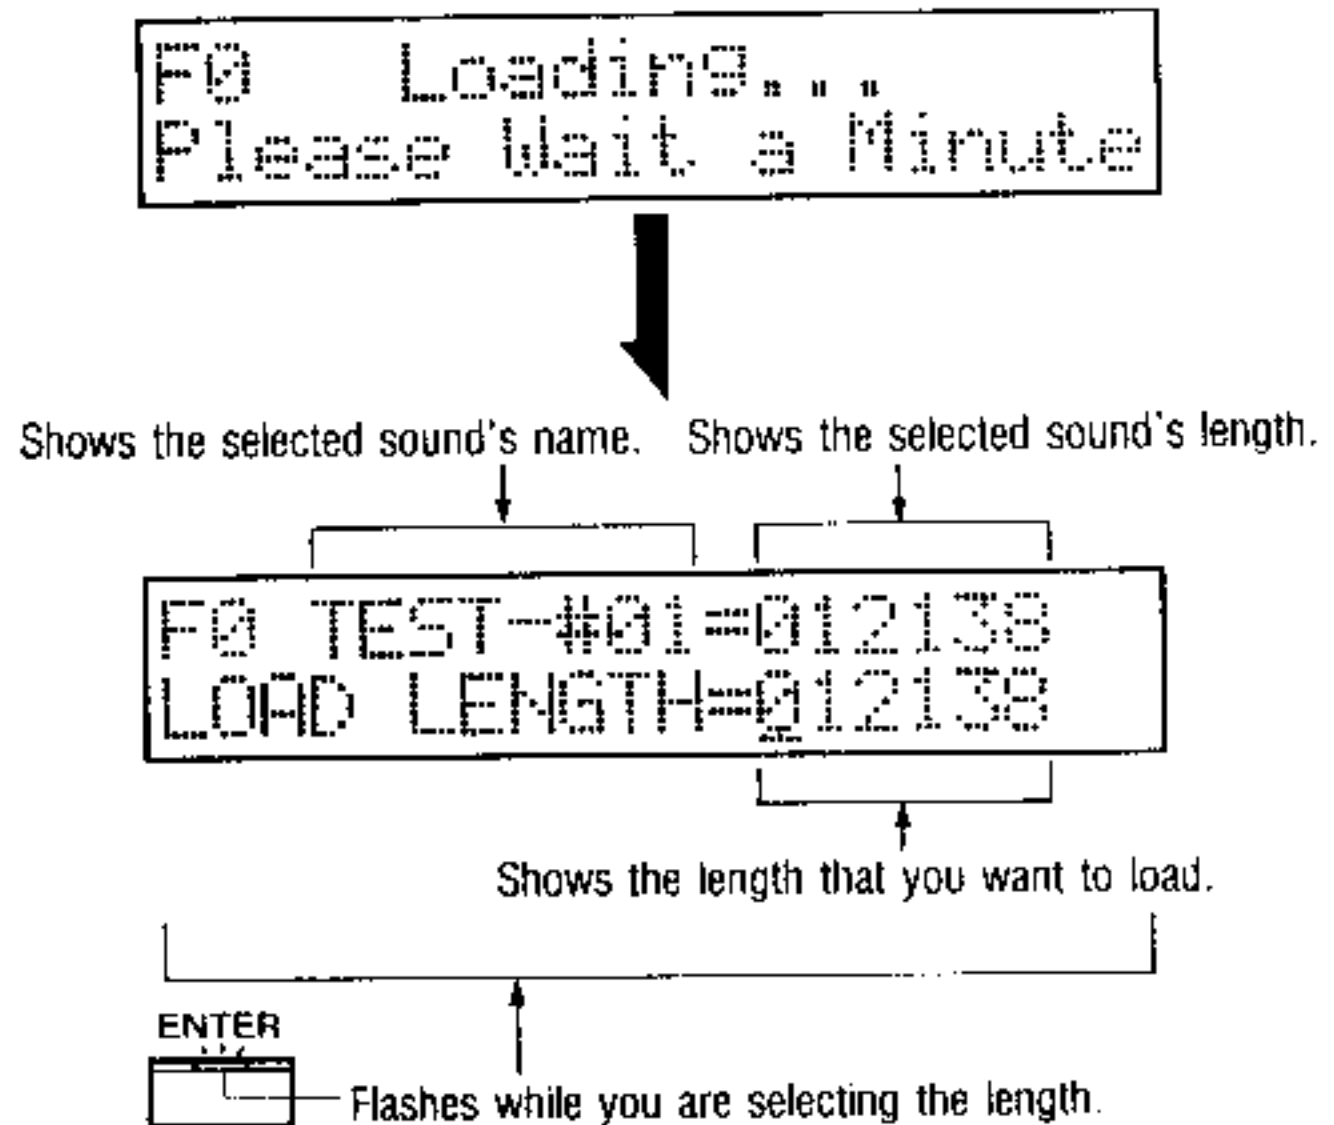 F0 Loading...
Please Wait a Minute
Shows the selected sound's name. Shows the selected sound's length.
F0 TEST-#01=012138
LOAD LENGTH=012138
Shows the length that you want to load.
ENTER
Flashes while you are selecting the length.